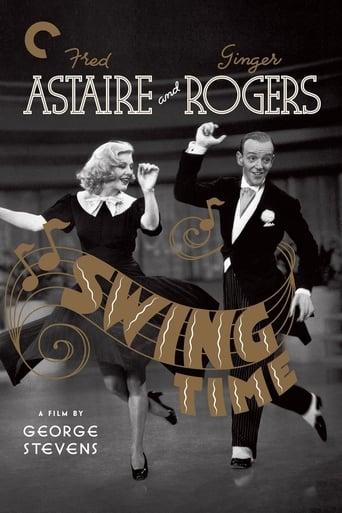 Fred Ginger
ASTAIRE and ROGERS
SWING
TIME
A FILM BY
GEORGE
STEVENS